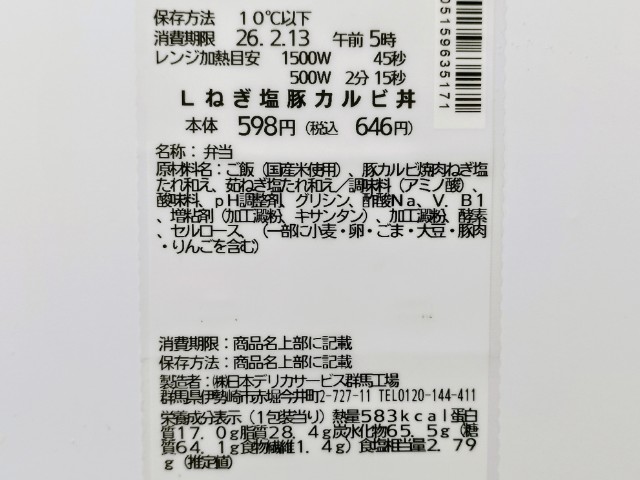 保存方法 10℃以下
消費期限 26.2.13 午前5時
レンジ加熱目安 1500W 45秒
500W 2分15秒
Lねぎ塩豚カルビ丼
本体 598円(税込 646円)
名称:弁当
原材料名:ご飯(国産米使用)、豚カルビ焼肉ねぎ塩
たれ和え、茹ねぎ塩たれ和え/調味料(アミノ酸)、
酸味料、pH調整剤、グリシン、酢酸Na、V.B1
、増粘剤(加工澱粉、キサンタン)、加工澱粉、酵素
、セルロース、(一部に小麦・卵・ごま・大豆・豚肉
・りんごを含む)
消費期限:商品名上部に記載
保存方法:商品名上部に記載
製造者:㈱日本デリカサービス群馬工場
群馬県伊勢崎市赤堀今井町2-727-11 TEL0120-144-411
栄養成分表示(1包装当り)熱量583kcal蛋白
質17.0g脂質28.4g炭水化物65.5g(糖
質64.1g食物繊維1.4g)食塩相当量2.79
g(推定値)
051596351​71